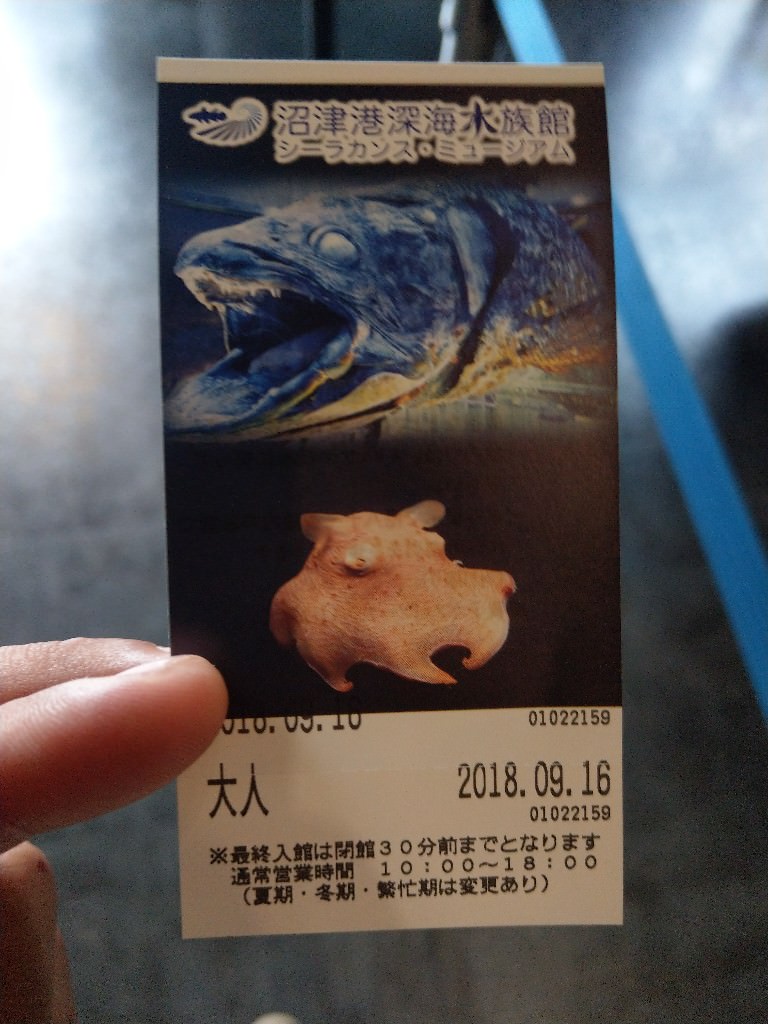 沼津港深海水族館
シーラカンス・ミュージアム
2018.09.16
01022159
大人
2018.09.16
01022159
※最終入館は閉館30分前までとなります
通常営業時間 10:00～18:00
(夏期・冬期・繁忙期は変更あり)